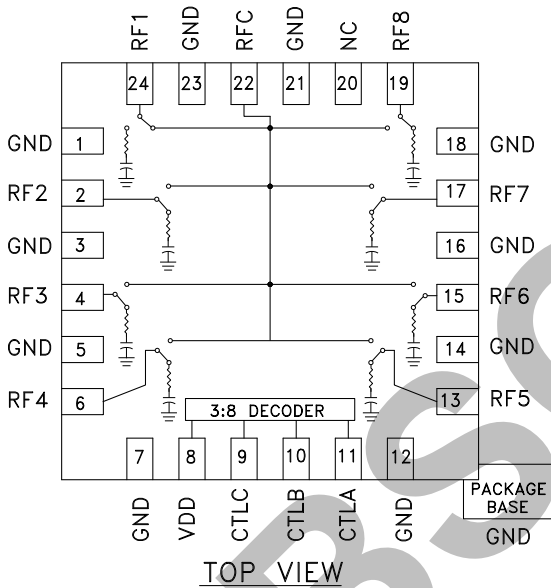 RF1 GND RFC GND NC RF8
24 23 22 21 20 19
GND 1 18 GND
RF2 2 17 RF7
GND 3 16 GND
RF3 4 15 RF6
GND 5 14 GND
RF4 6 13 RF5
3:8 DECODER
7 8 9 10 11 12
GND VDD CTLC CTLB CTLA GND
PACKAGE
BASE
GND
TOP VIEW